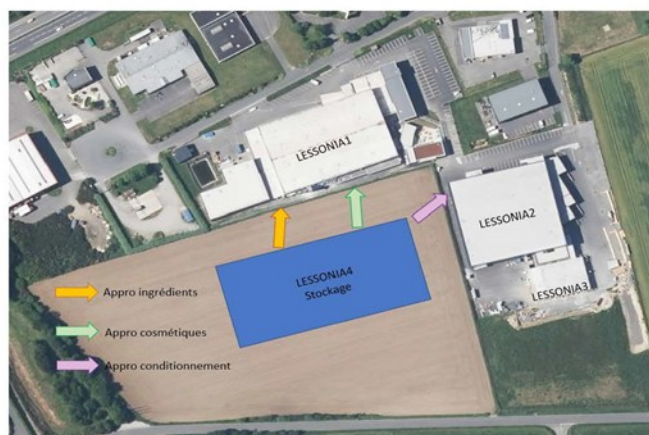 LESSONIA1
LESSONIA2
LESSONIA4
Stockage
LESSONIA3
Appro ingrédients
Appro cosmétiques
Appro conditionnement